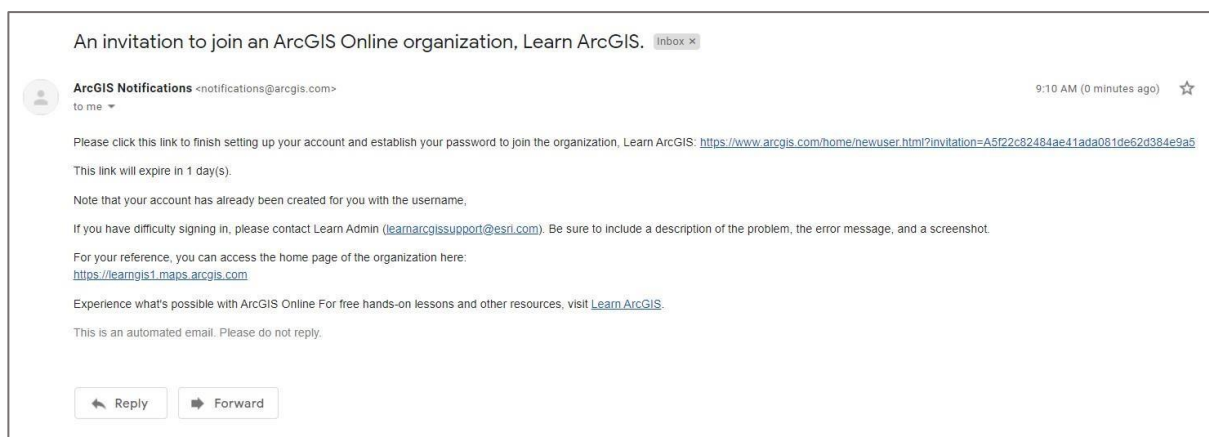 An invitation to join an ArcGIS Online organization, Learn ArcGIS. Inbox ×
ArcGIS Notifications <notifications@arcgis.com> 9:10 AM (0 minutes ago)
to me
Please click this link to finish setting up your account and establish your password to join the organization, Learn ArcGIS: https://www.arcgis.com/home/newuser.html?invitation=A5f22c82484ae41ada081de62d384e9a5
This link will expire in 1 day(s).
Note that your account has already been created for you with the username,
If you have difficulty signing in, please contact Learn Admin (learnarcgissupport@esri.com). Be sure to include a description of the problem, the error message, and a screenshot.
For your reference, you can access the home page of the organization here:
https://learngis1.maps.arcgis.com
Experience what's possible with ArcGIS Online For free hands-on lessons and other resources, visit Learn ArcGIS.
This is an automated email. Please do not reply.
Reply Forward